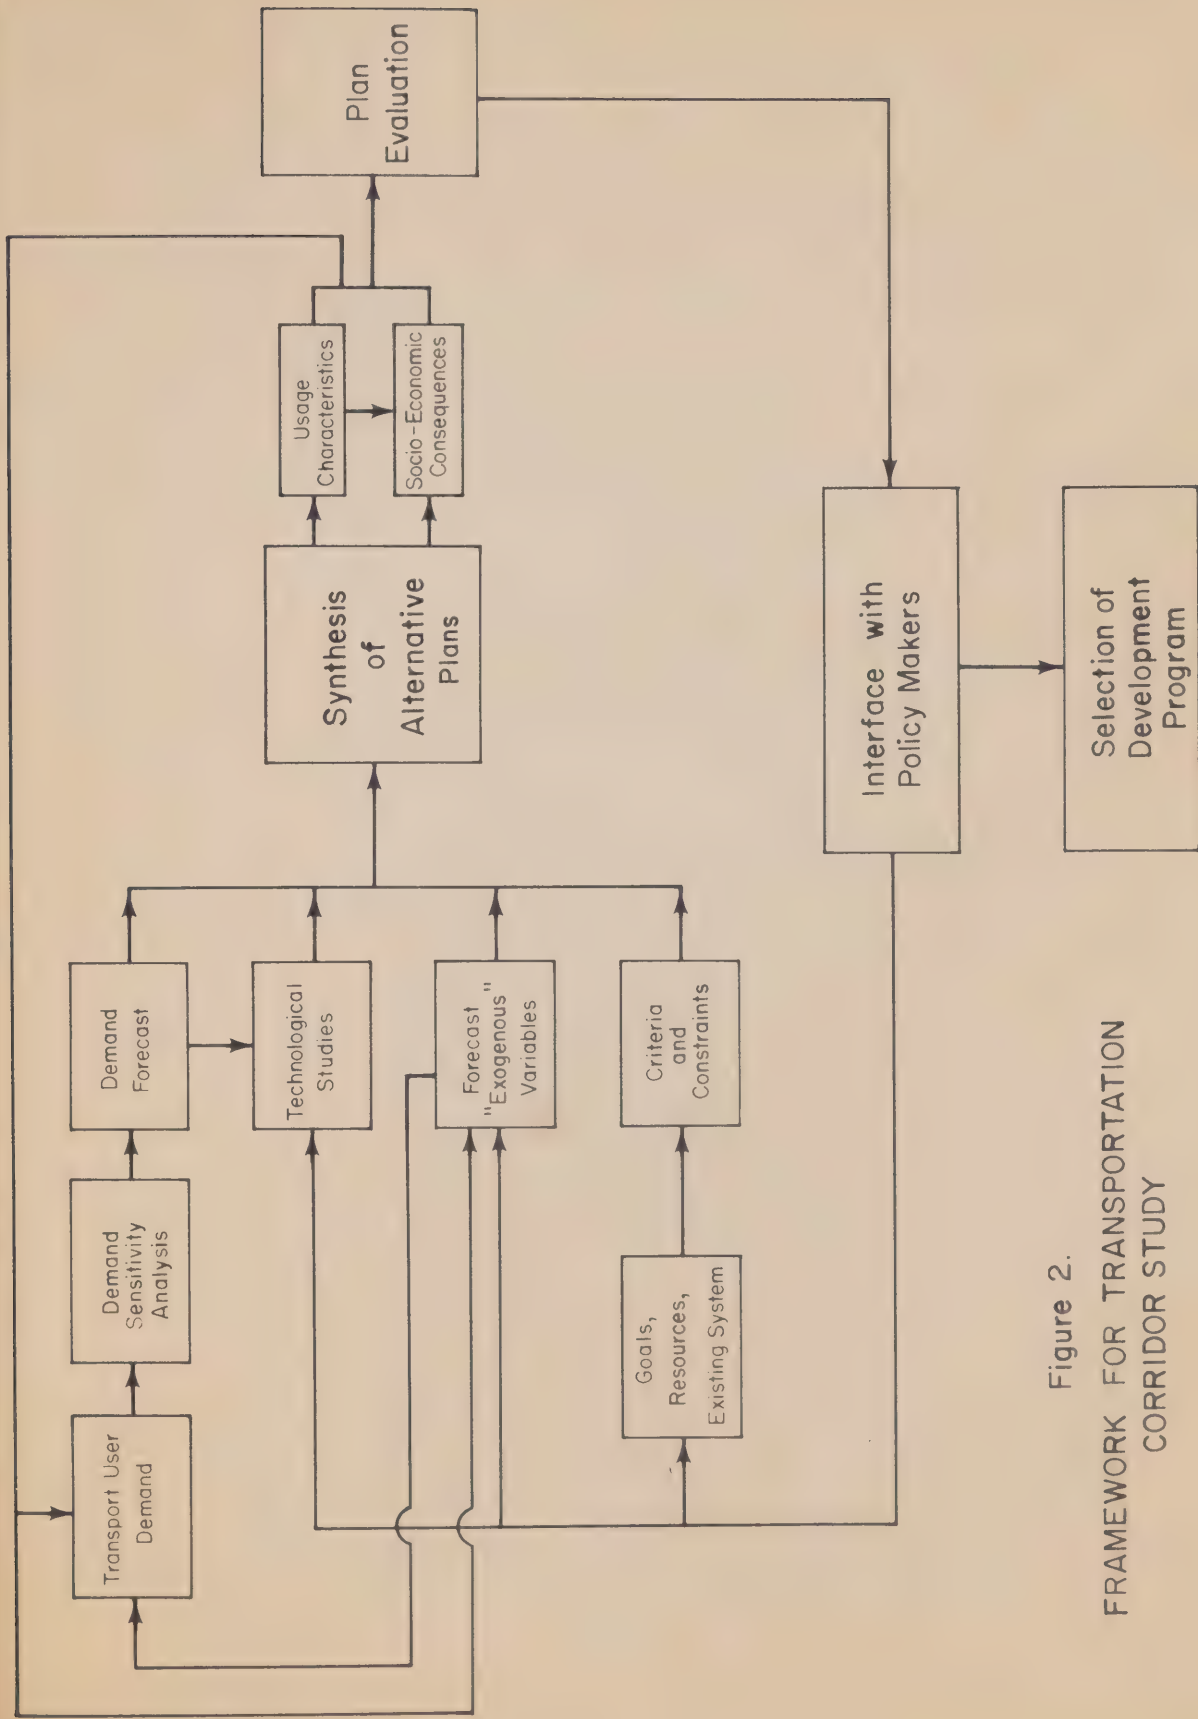 Transport User
Demand
Demand
Sensitivity
Analysis
Demand
Forecast
Technological
Studies
Forecast
"Exogenous"
Variables
Goals,
Resources,
Existing System
Criteria
and
Constraints
Synthesis
of
Alternative
Plans
Usage
Characteristics
Socio-Economic
Consequences
Plan
Evaluation
Interface with
Policy Makers
Selection of
Development
Program
Figure 2.
FRAMEWORK FOR TRANSPORTATION
CORRIDOR STUDY